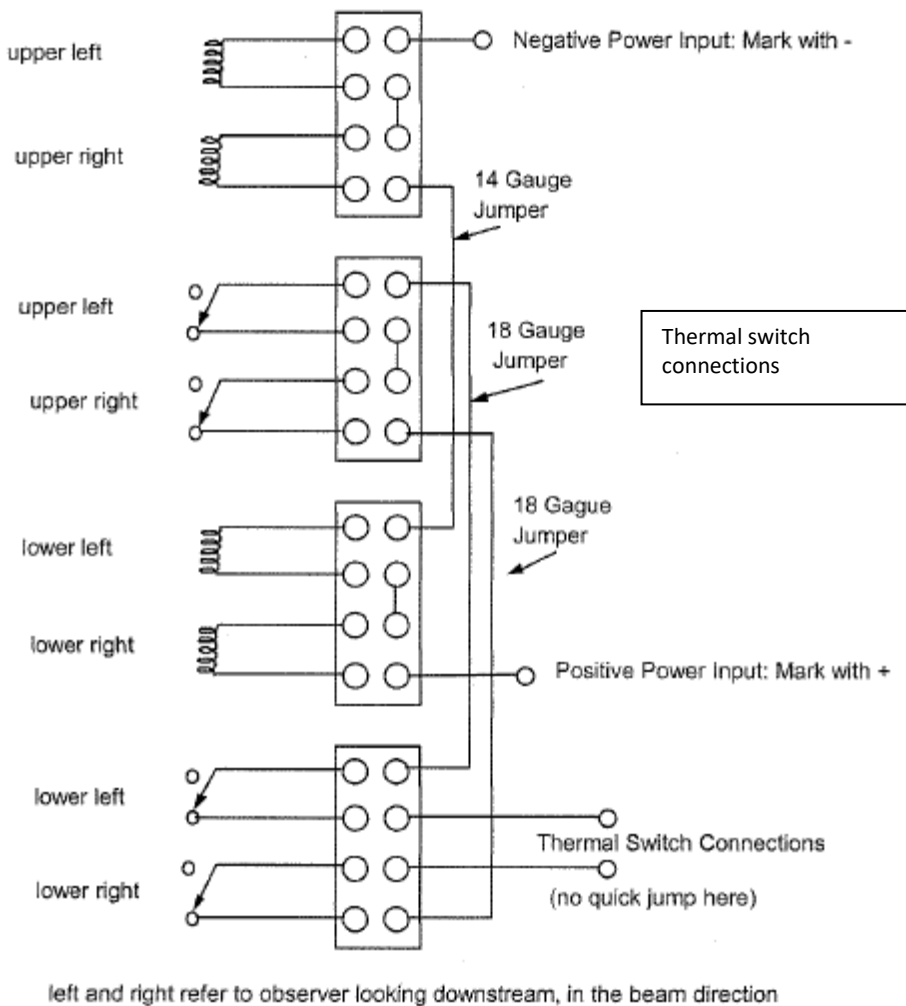 upper left
Negative Power Input: Mark with -
upper right
14 Gauge
Jumper
upper left
18 Gauge
Jumper
Thermal switch
connections
upper right
18 Gague
Jumper
lower left
lower right
Positive Power Input: Mark with +
lower left
Thermal Switch Connections
lower right
(no quick jump here)
left and right refer to observer looking downstream, in the beam direction